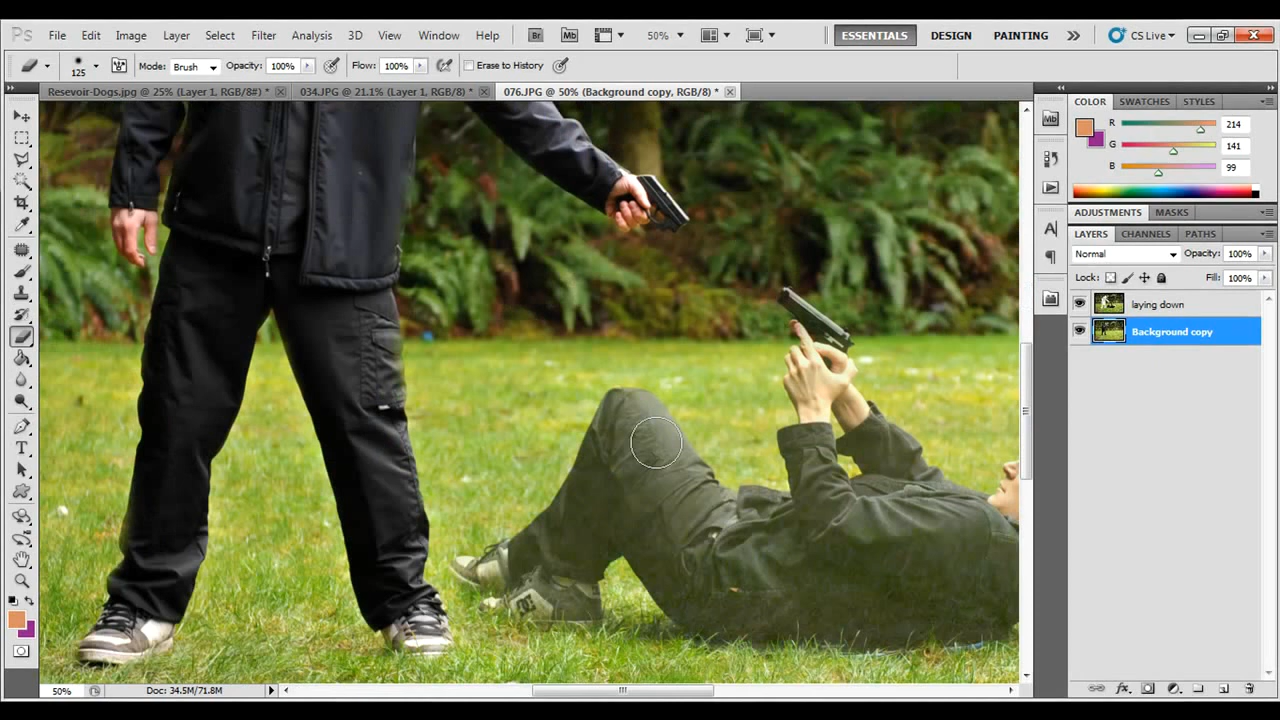 Ps File Edit Image Layer Select Filter Analysis 3D View Window Help Br Mb 50% ESSENTIALS DESIGN PAINTING CS Live
125 Mode: Brush Opacity: 100% Flow: 100% Erase to History
Resevoir-Dogs.jpg @ 25% (Layer 1, RGB/8#) * 034.JPG @ 21.1% (Layer 1, RGB/8) * 076.JPG @ 50% (Background copy, RGB/8) *
Mb COLOR SWATCHES STYLES
R 214
G 141
B 99
ADJUSTMENTS MASKS
LAYERS CHANNELS PATHS
Normal Opacity: 100%
Lock: Fill: 100%
laying down
Background copy
50% Doc: 34.5M/71.8M